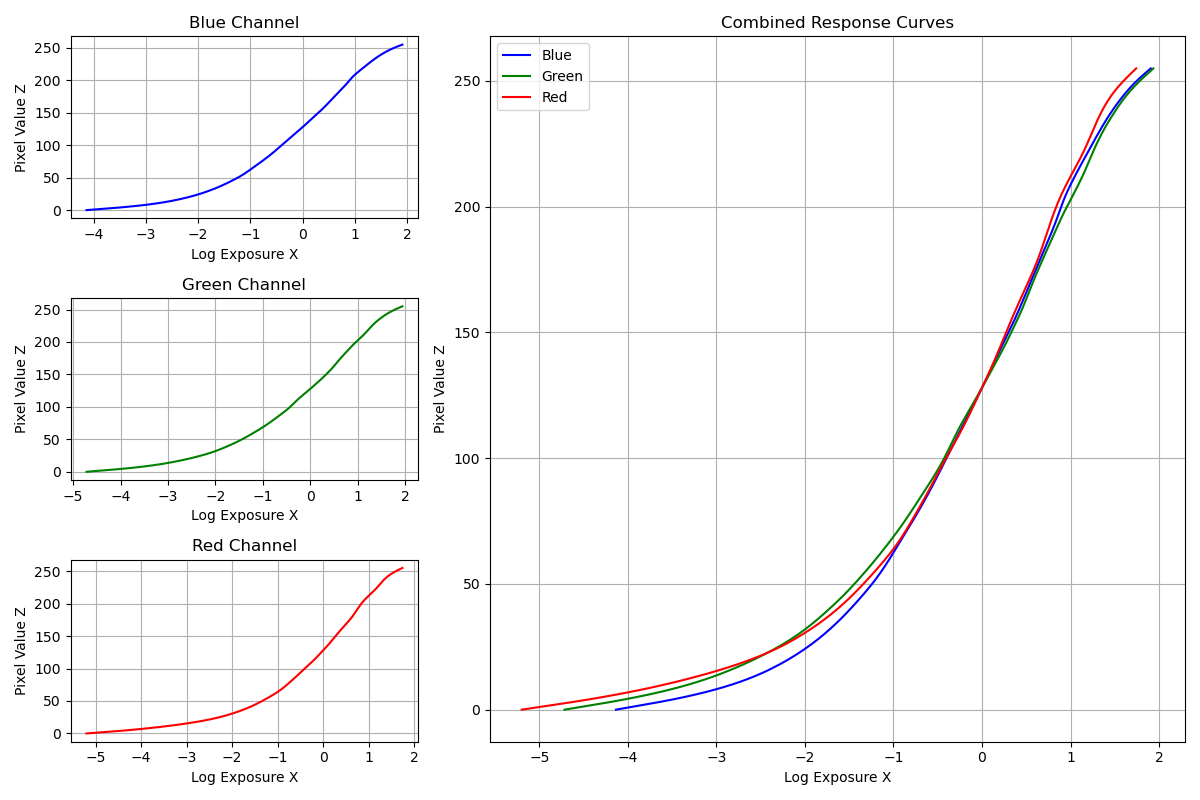 Blue Channel
Pixel Value Z
250
200
150
100
50
0
−4 −3 −2 −1 0 1 2
Log Exposure X
Green Channel
Pixel Value Z
250
200
150
100
50
0
−5 −4 −3 −2 −1 0 1 2
Log Exposure X
Red Channel
Pixel Value Z
250
200
150
100
50
0
−5 −4 −3 −2 −1 0 1 2
Log Exposure X
Combined Response Curves
Blue
Green
Red
Pixel Value Z
250
200
150
100
50
0
−5 −4 −3 −2 −1 0 1 2
Log Exposure X